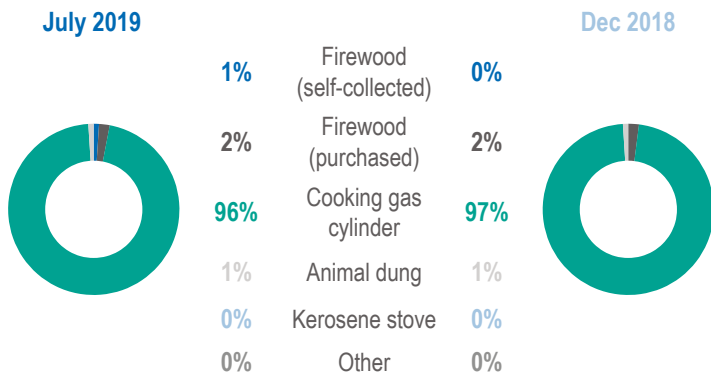 July 2019
Dec 2018
1%
Firewood
(self-collected)
0%
2%
Firewood
(purchased)
2%
96%
Cooking gas
cylinder
97%
1%
Animal dung
1%
0%
Kerosene stove
0%
0%
Other
0%